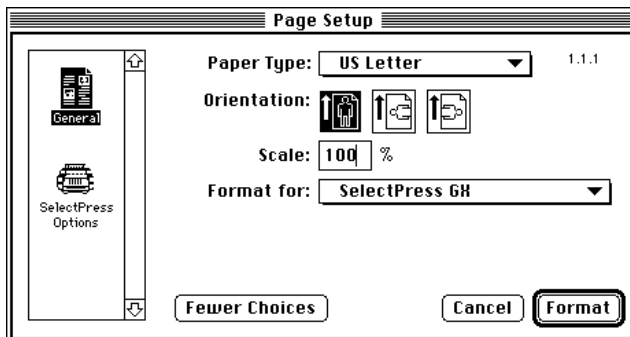 Page Setup
Paper Type: US Letter 1.1.1
Orientation:
General
Scale: 100 %
Format for: SelectPress GX
SelectPress
Options
Fewer Choices Cancel Format